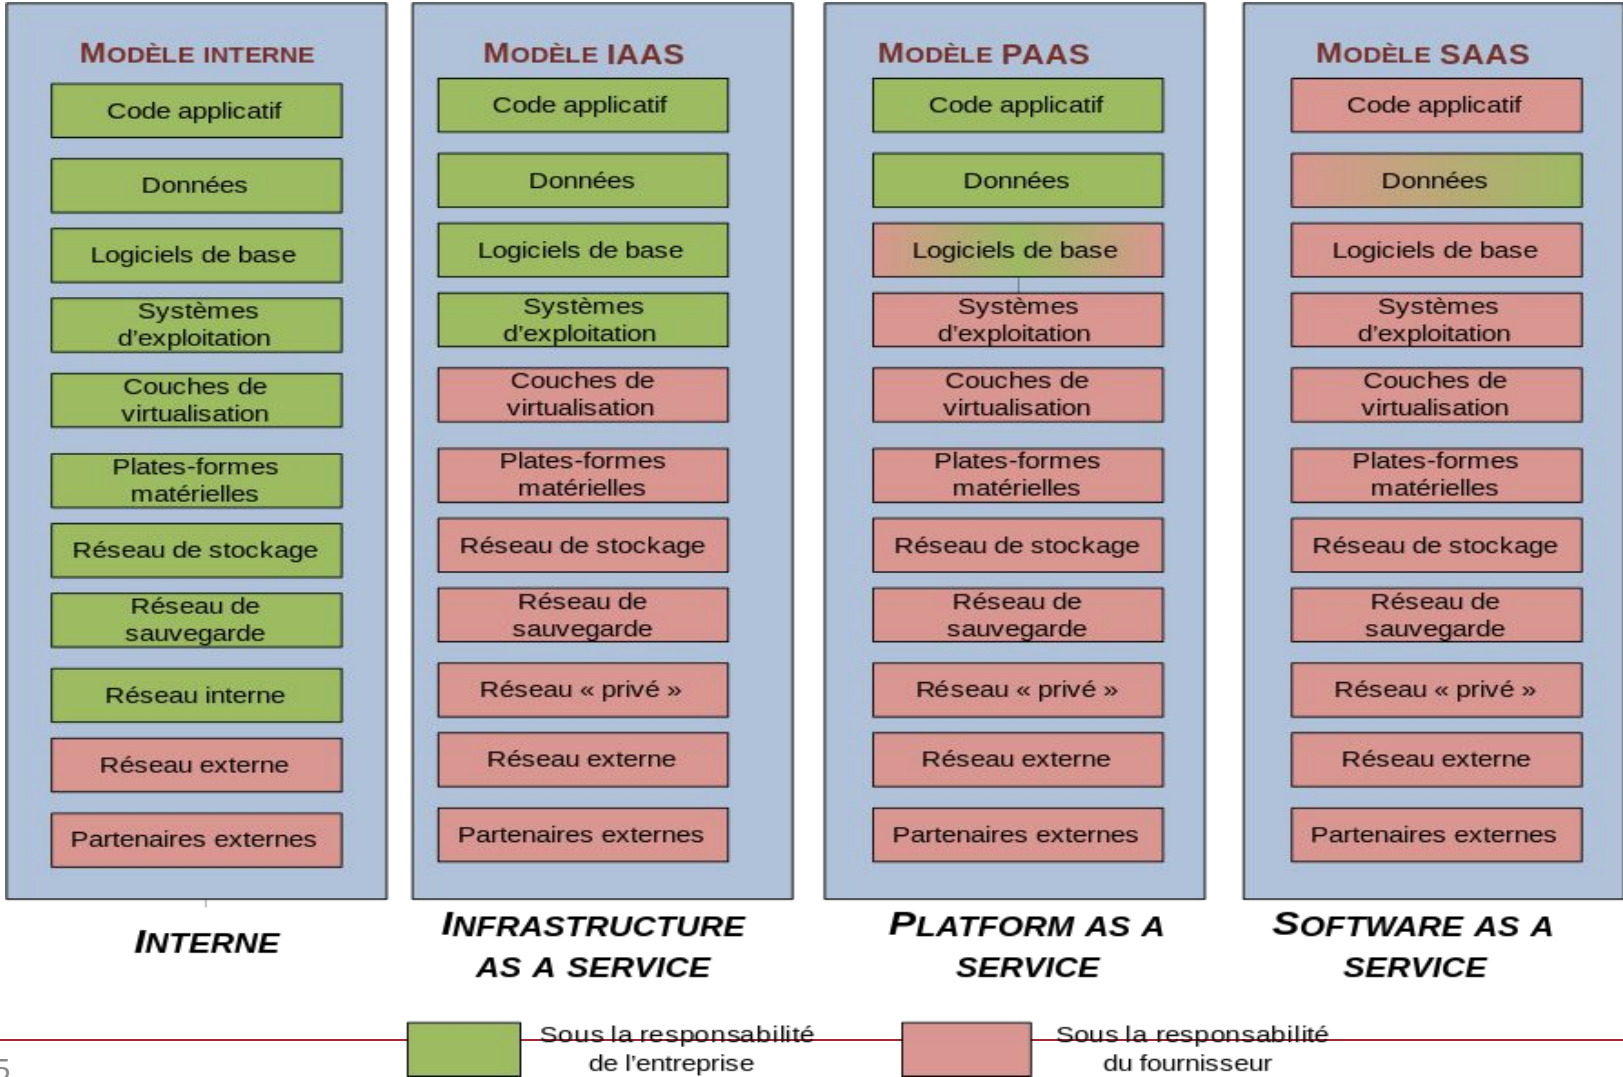 MODÈLE INTERNE
Code applicatif
Données
Logiciels de base
Systèmes
d'exploitation
Couches de
virtualisation
Plates-formes
matérielles
Réseau de stockage
Réseau de
sauvegarde
Réseau interne
Réseau externe
Partenaires externes
INTERNE
MODÈLE IAAS
Code applicatif
Données
Logiciels de base
Systèmes
d'exploitation
Couches de
virtualisation
Plates-formes
matérielles
Réseau de stockage
Réseau de
sauvegarde
Réseau « privé »
Réseau externe
Partenaires externes
INFRASTRUCTURE
AS A SERVICE
MODÈLE PAAS
Code applicatif
Données
Logiciels de base
Systèmes
d'exploitation
Couches de
virtualisation
Plates-formes
matérielles
Réseau de stockage
Réseau de
sauvegarde
Réseau « privé »
Réseau externe
Partenaires externes
PLATFORM AS A
SERVICE
MODÈLE SAAS
Code applicatif
Données
Logiciels de base
Systèmes
d'exploitation
Couches de
virtualisation
Plates-formes
matérielles
Réseau de stockage
Réseau de
sauvegarde
Réseau « privé »
Réseau externe
Partenaires externes
SOFTWARE AS A
SERVICE
Sous la responsabilité
de l'entreprise
Sous la responsabilité
du fournisseur